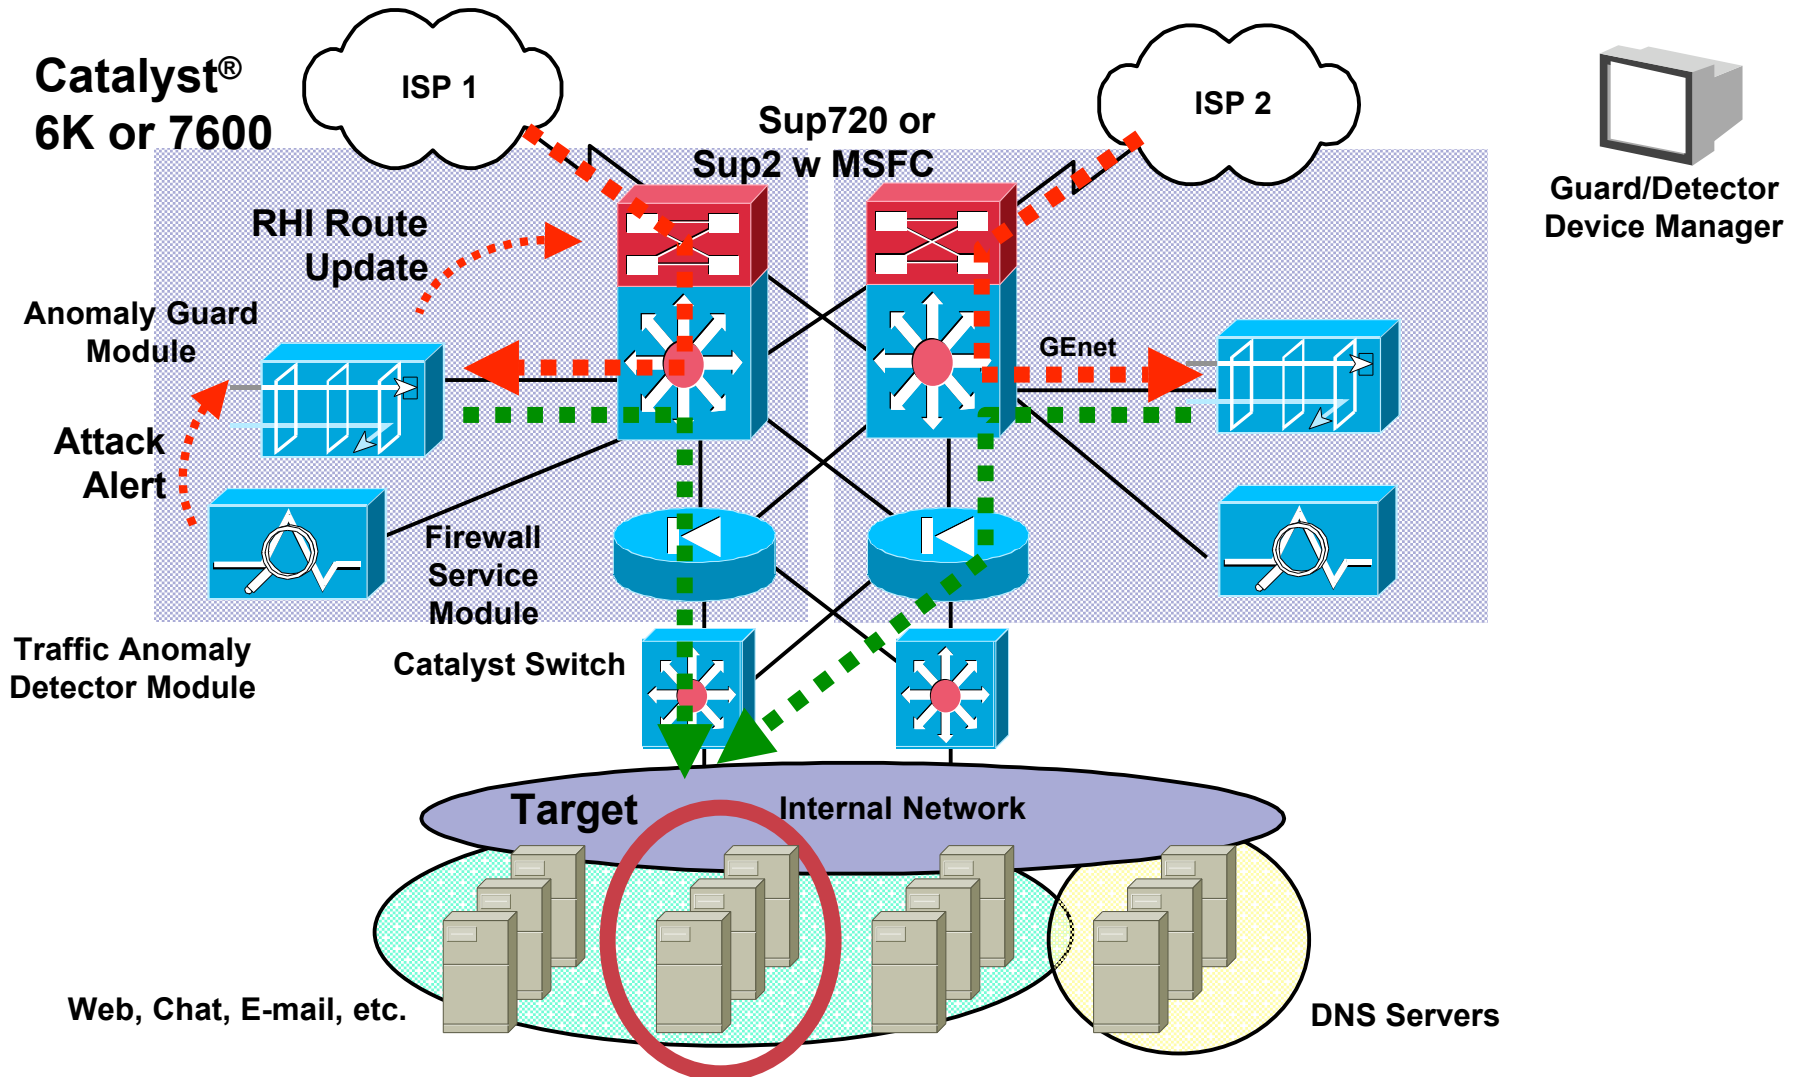 Catalyst®
6K or 7600
ISP 1
Sup720 or
Sup2 w MSFC
ISP 2
Guard/Detector
Device Manager
RHI Route
Update
Anomaly Guard
Module
GEnet
Attack
Alert
Firewall
Service
Module
Traffic Anomaly
Detector Module
Catalyst Switch
Target
Internal Network
Web, Chat, E-mail, etc.
DNS Servers